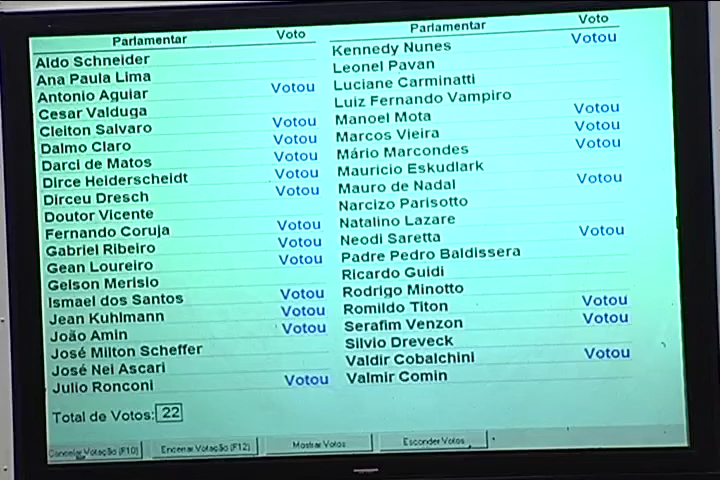 Parlamentar Voto
Aldo Schneider
Ana Paula Lima
Antonio Aguiar Votou
Cesar Valduga
Cleiton Salvaro Votou
Dalmo Claro Votou
Darci de Matos Votou
Dirce Heiderscheidt Votou
Dirceu Dresch Votou
Doutor Vicente
Fernando Coruja Votou
Gabriel Ribeiro Votou
Gean Loureiro Votou
Gelson Merisio
Ismael dos Santos Votou
Jean Kuhlmann Votou
João Amin Votou
José Milton Scheffer
José Nei Ascari
Julio Ronconi Votou
Parlamentar Voto
Kennedy Nunes Votou
Leonel Pavan
Luciane Carminatti
Luiz Fernando Vampiro
Manoel Mota Votou
Marcos Vieira Votou
Mário Marcondes Votou
Mauricio Eskudlark
Mauro de Nadal Votou
Narcizo Parisotto
Natalino Lazare
Neodi Saretta Votou
Padre Pedro Baldissera
Ricardo Guidi
Rodrigo Minotto
Romildo Titon Votou
Serafim Venzon Votou
Silvio Dreveck
Valdir Cobalchini Votou
Valmir Comin
Total de Votos: 22
Cancelar Votação (F10) Encerrar Votação (F12) Mostrar Votos Esconder Votos